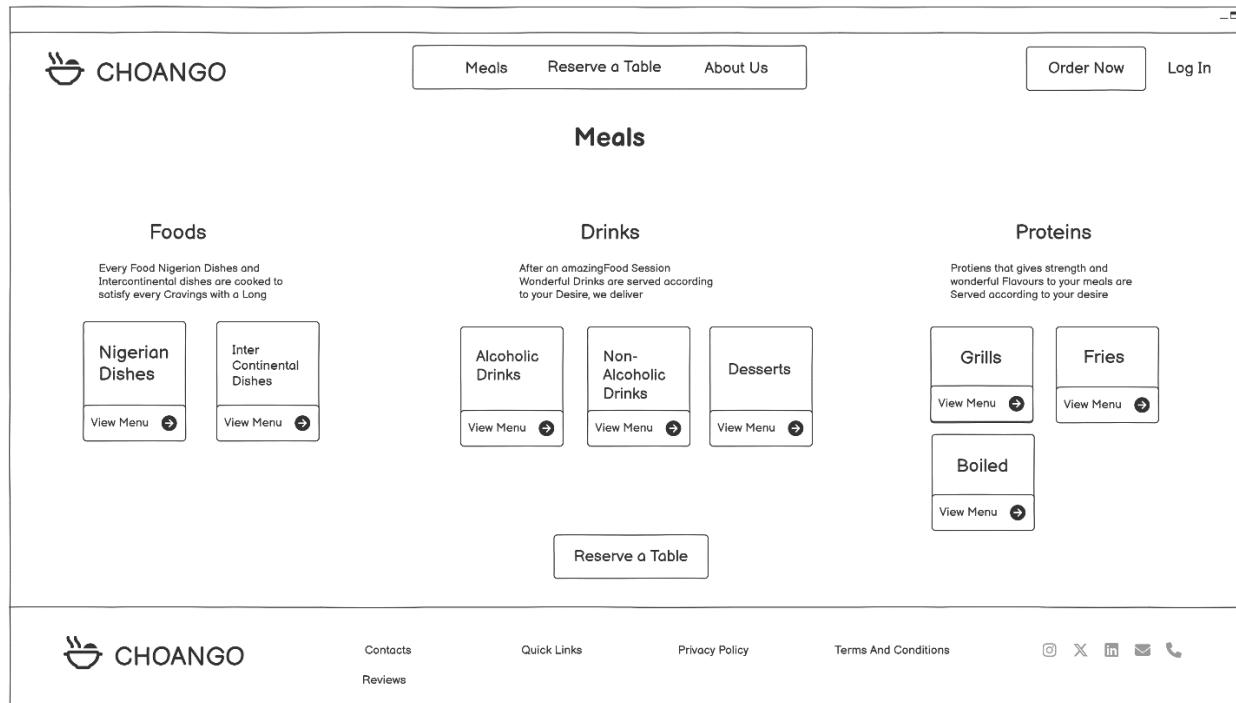 CHOANGO
Meals
Reserve a Table
About Us
Order Now
Log In
Meals
Foods
Every Food Nigerian Dishes and
Intercontinental dishes are cooked to
satisfy every Cravings with a Long
Nigerian
Dishes
View Menu
Inter
Continental
Dishes
View Menu
Drinks
After an amazingFood Session
Wonderful Drinks are served according
to your Desire, we deliver
Alcoholic
Drinks
View Menu
Non-
Alcoholic
Drinks
View Menu
Desserts
View Menu
Proteins
Protiens that gives strength and
wonderful Flavours to your meals are
Served according to your desire
Grills
View Menu
Fries
View Menu
Boiled
View Menu
Reserve a Table
CHOANGO
Contacts
Quick Links
Privacy Policy
Terms And Conditions
Reviews